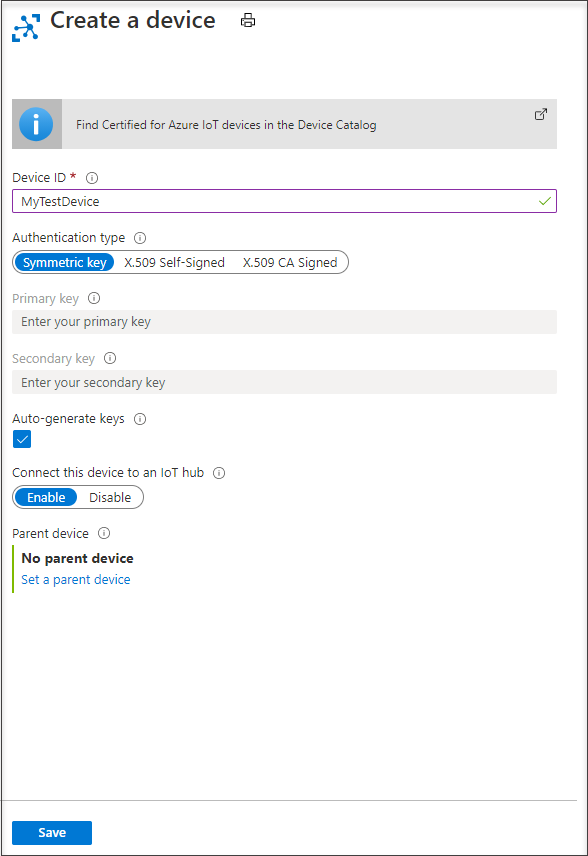 Create a device
Find Certified for Azure IoT devices in the Device Catalog
Device ID *
MyTestDevice
Authentication type
Symmetric key X.509 Self-Signed X.509 CA Signed
Primary key
Enter your primary key
Secondary key
Enter your secondary key
Auto-generate keys
Connect this device to an IoT hub
Enable Disable
Parent device
No parent device
Set a parent device
Save